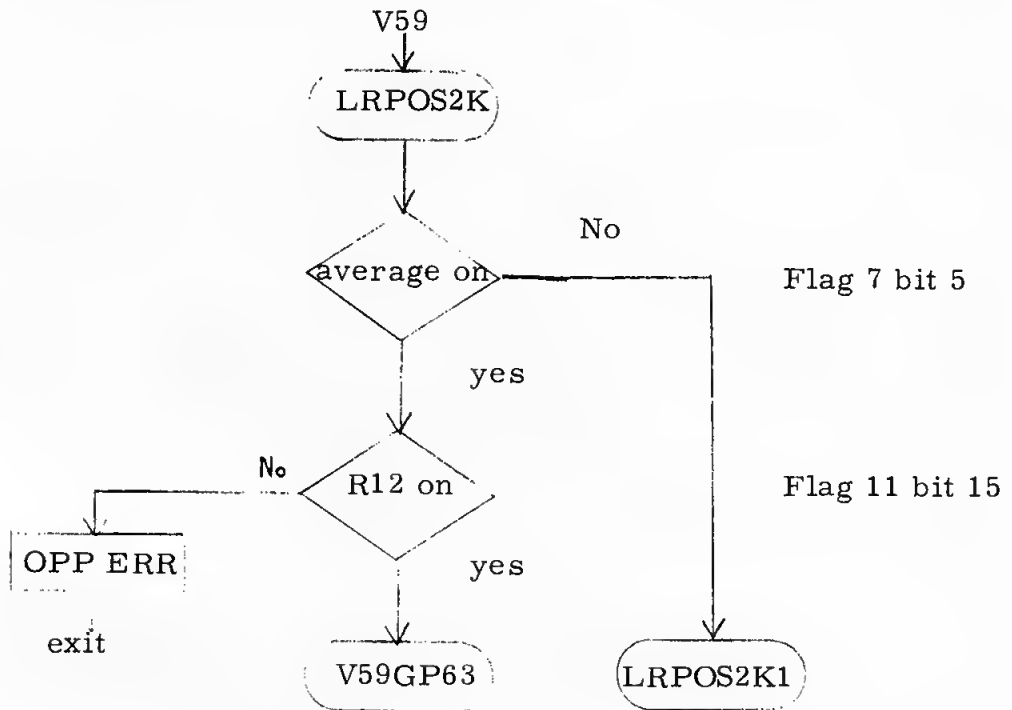 V59
LRPOS2K
No
average on
Flag 7 bit 5
yes
No
R12 on
Flag 11 bit 15
OPP ERR
yes
exit
V59GP63
LRPOS2K1